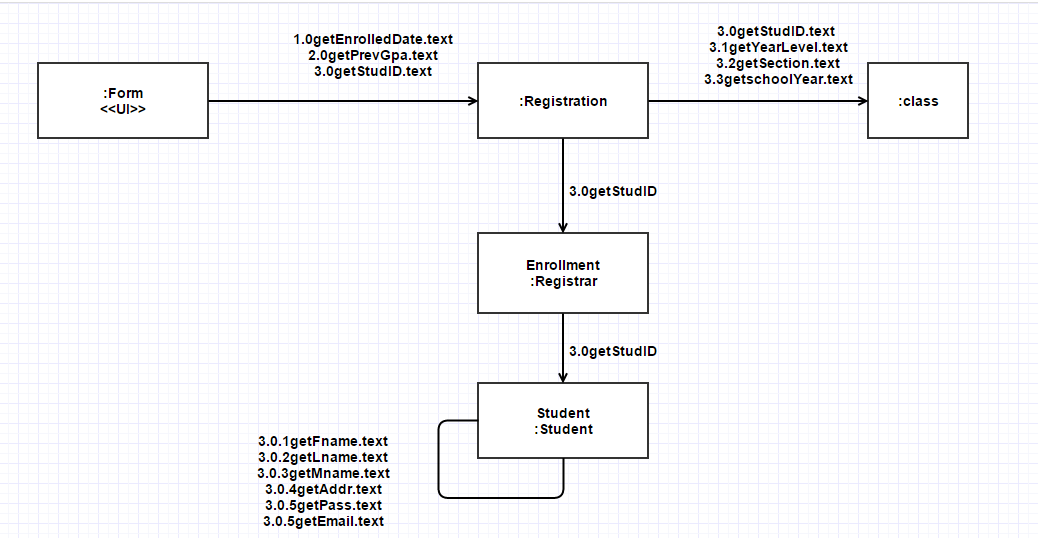 1.0getEnrolledDate.text
2.0getPrevGpa.text
3.0getStudID.text
3.0getStudID.text
3.1getYearLevel.text
3.2getSection.text
3.3getschoolYear.text
:Form
<<UI>>
:Registration
:class
3.0getStudID
Enrollment
:Registrar
3.0getStudID
Student
:Student
3.0.1getFname.text
3.0.2getLname.text
3.0.3getMname.text
3.0.4getAddr.text
3.0.5getPass.text
3.0.5getEmail.text